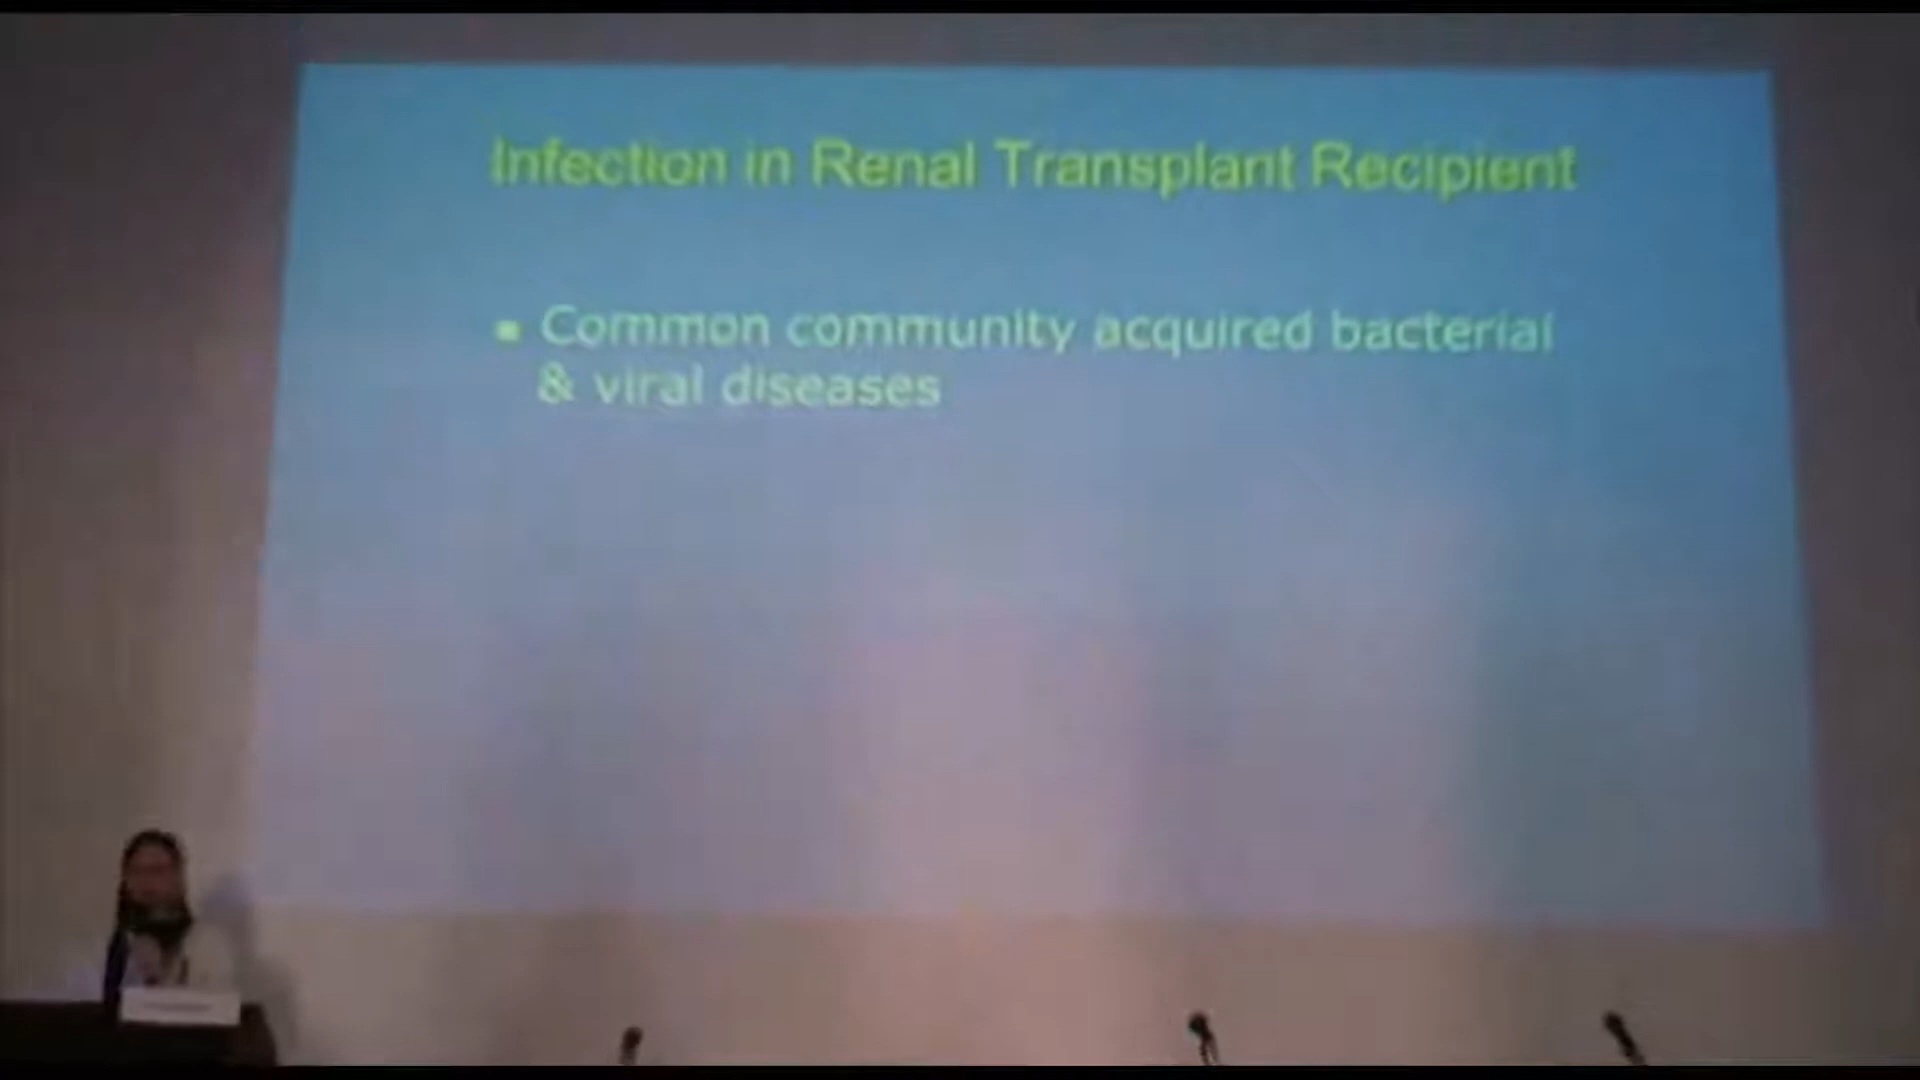 Infection in Renal Transplant Recipient
▪ Common community acquired bacterial
& viral diseases